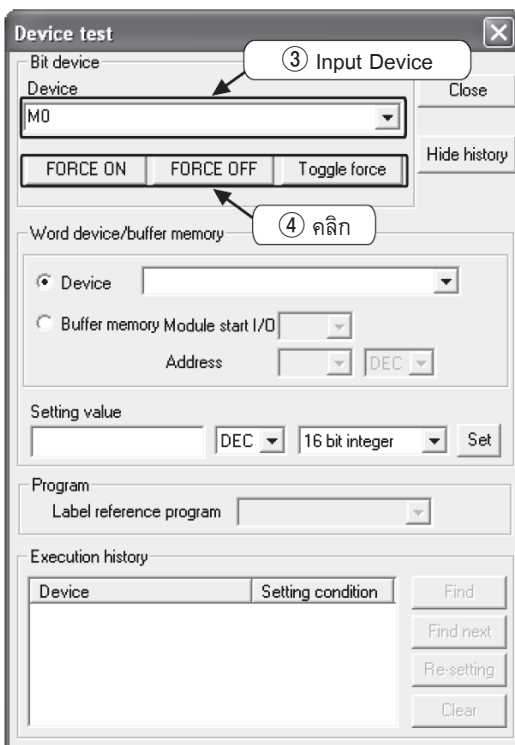 Device test
Bit device
③ Input Device
Device
Close
M0
FORCE ON FORCE OFF Toggle force
Hide history
④ คลิก
Word device/buffer memory
Device
Buffer memory Module start I/O
Address DEC
Setting value
DEC 16 bit integer Set
Program
Label reference program
Execution history
Device Setting condition
Find
Find next
Re-setting
Clear